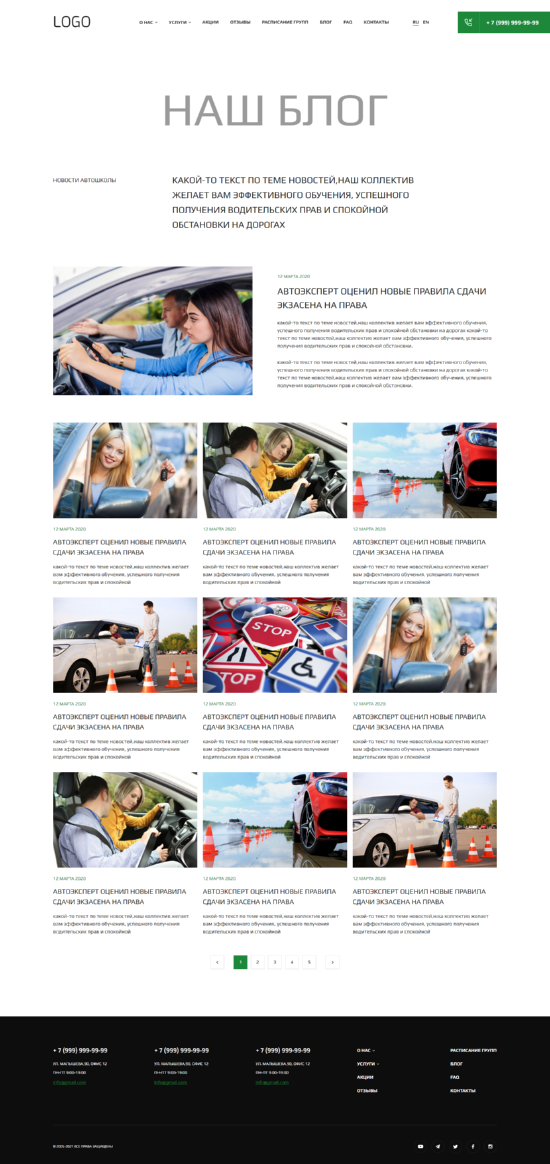 LOGO
О НАС
УСЛУГИ
АКЦИИ
ОТЗЫВЫ
РАСПИСАНИЕ ГРУПП
БЛОГ
FAQ
КОНТАКТЫ
RU EN
+ 7 (999) 999-99-99
НАШ БЛОГ
НОВОСТИ АВТОШКОЛЫ
КАКОЙ-ТО ТЕКСТ ПО ТЕМЕ НОВОСТЕЙ,НАШ КОЛЛЕКТИВ
ЖЕЛАЕТ ВАМ ЭФФЕКТИВНОГО ОБУЧЕНИЯ, УСПЕШНОГО
ПОЛУЧЕНИЯ ВОДИТЕЛЬСКИХ ПРАВ И СПОКОЙНОЙ
ОБСТАНОВКИ НА ДОРОГАХ
12 МАРТА 2020
АВТОЭКСПЕРТ ОЦЕНИЛ НОВЫЕ ПРАВИЛА СДАЧИ
ЭКЗАСЕНА НА ПРАВА
какой-то текст по теме новостей,наш коллектив желает вам эффективного обучения,
успешного получения водительских прав и спокойной обстановки на дорогах какой-то
текст по теме новостей,наш коллектив желает вам эффективного обучения, успешного
получения водительских прав и спокойной обстановки.
какой-то текст по теме новостей,наш коллектив желает вам эффективного обучения,
успешного получения водительских прав и спокойной обстановки на дорогах какой-то
текст по теме новостей,наш коллектив желает вам эффективного обучения, успешного
получения водительских прав и спокойной обстановки.
12 МАРТА 2020
АВТОЭКСПЕРТ ОЦЕНИЛ НОВЫЕ ПРАВИЛА
СДАЧИ ЭКЗАСЕНА НА ПРАВА
какой-то текст по теме новостей,наш коллектив желает
вам эффективного обучения, успешного получения
водительских прав и спокойной
12 МАРТА 2020
АВТОЭКСПЕРТ ОЦЕНИЛ НОВЫЕ ПРАВИЛА
СДАЧИ ЭКЗАСЕНА НА ПРАВА
какой-то текст по теме новостей,наш коллектив желает
вам эффективного обучения, успешного получения
водительских прав и спокойной
12 МАРТА 2020
АВТОЭКСПЕРТ ОЦЕНИЛ НОВЫЕ ПРАВИЛА
СДАЧИ ЭКЗАСЕНА НА ПРАВА
какой-то текст по теме новостей,наш коллектив желает
вам эффективного обучения, успешного получения
водительских прав и спокойной
STOP
12 МАРТА 2020
АВТОЭКСПЕРТ ОЦЕНИЛ НОВЫЕ ПРАВИЛА
СДАЧИ ЭКЗАСЕНА НА ПРАВА
какой-то текст по теме новостей,наш коллектив желает
вам эффективного обучения, успешного получения
водительских прав и спокойной
12 МАРТА 2020
АВТОЭКСПЕРТ ОЦЕНИЛ НОВЫЕ ПРАВИЛА
СДАЧИ ЭКЗАСЕНА НА ПРАВА
какой-то текст по теме новостей,наш коллектив желает
вам эффективного обучения, успешного получения
водительских прав и спокойной
12 МАРТА 2020
АВТОЭКСПЕРТ ОЦЕНИЛ НОВЫЕ ПРАВИЛА
СДАЧИ ЭКЗАСЕНА НА ПРАВА
какой-то текст по теме новостей,наш коллектив желает
вам эффективного обучения, успешного получения
водительских прав и спокойной
12 МАРТА 2020
АВТОЭКСПЕРТ ОЦЕНИЛ НОВЫЕ ПРАВИЛА
СДАЧИ ЭКЗАСЕНА НА ПРАВА
какой-то текст по теме новостей,наш коллектив желает
вам эффективного обучения, успешного получения
водительских прав и спокойной
12 МАРТА 2020
АВТОЭКСПЕРТ ОЦЕНИЛ НОВЫЕ ПРАВИЛА
СДАЧИ ЭКЗАСЕНА НА ПРАВА
какой-то текст по теме новостей,наш коллектив желает
вам эффективного обучения, успешного получения
водительских прав и спокойной
12 МАРТА 2020
АВТОЭКСПЕРТ ОЦЕНИЛ НОВЫЕ ПРАВИЛА
СДАЧИ ЭКЗАСЕНА НА ПРАВА
какой-то текст по теме новостей,наш коллектив желает
вам эффективного обучения, успешного получения
водительских прав и спокойной
1 2 3 4 5
+ 7 (999) 999-99-99
УЛ. МАЛЫШЕВА,30, ОФИС 12
ПН-ПТ 9:00-19:00
info@gmail.com
+ 7 (999) 999-99-99
УЛ. МАЛЫШЕВА,30, ОФИС 12
ПН-ПТ 9:00-19:00
info@gmail.com
+ 7 (999) 999-99-99
УЛ. МАЛЫШЕВА,30, ОФИС 12
ПН-ПТ 9:00-19:00
info@gmail.com
О НАС
УСЛУГИ
АКЦИИ
ОТЗЫВЫ
РАСПИСАНИЕ ГРУПП
БЛОГ
FAQ
КОНТАКТЫ
© 2001-2021 ВСЕ ПРАВА ЗАЩИЩЕНЫ